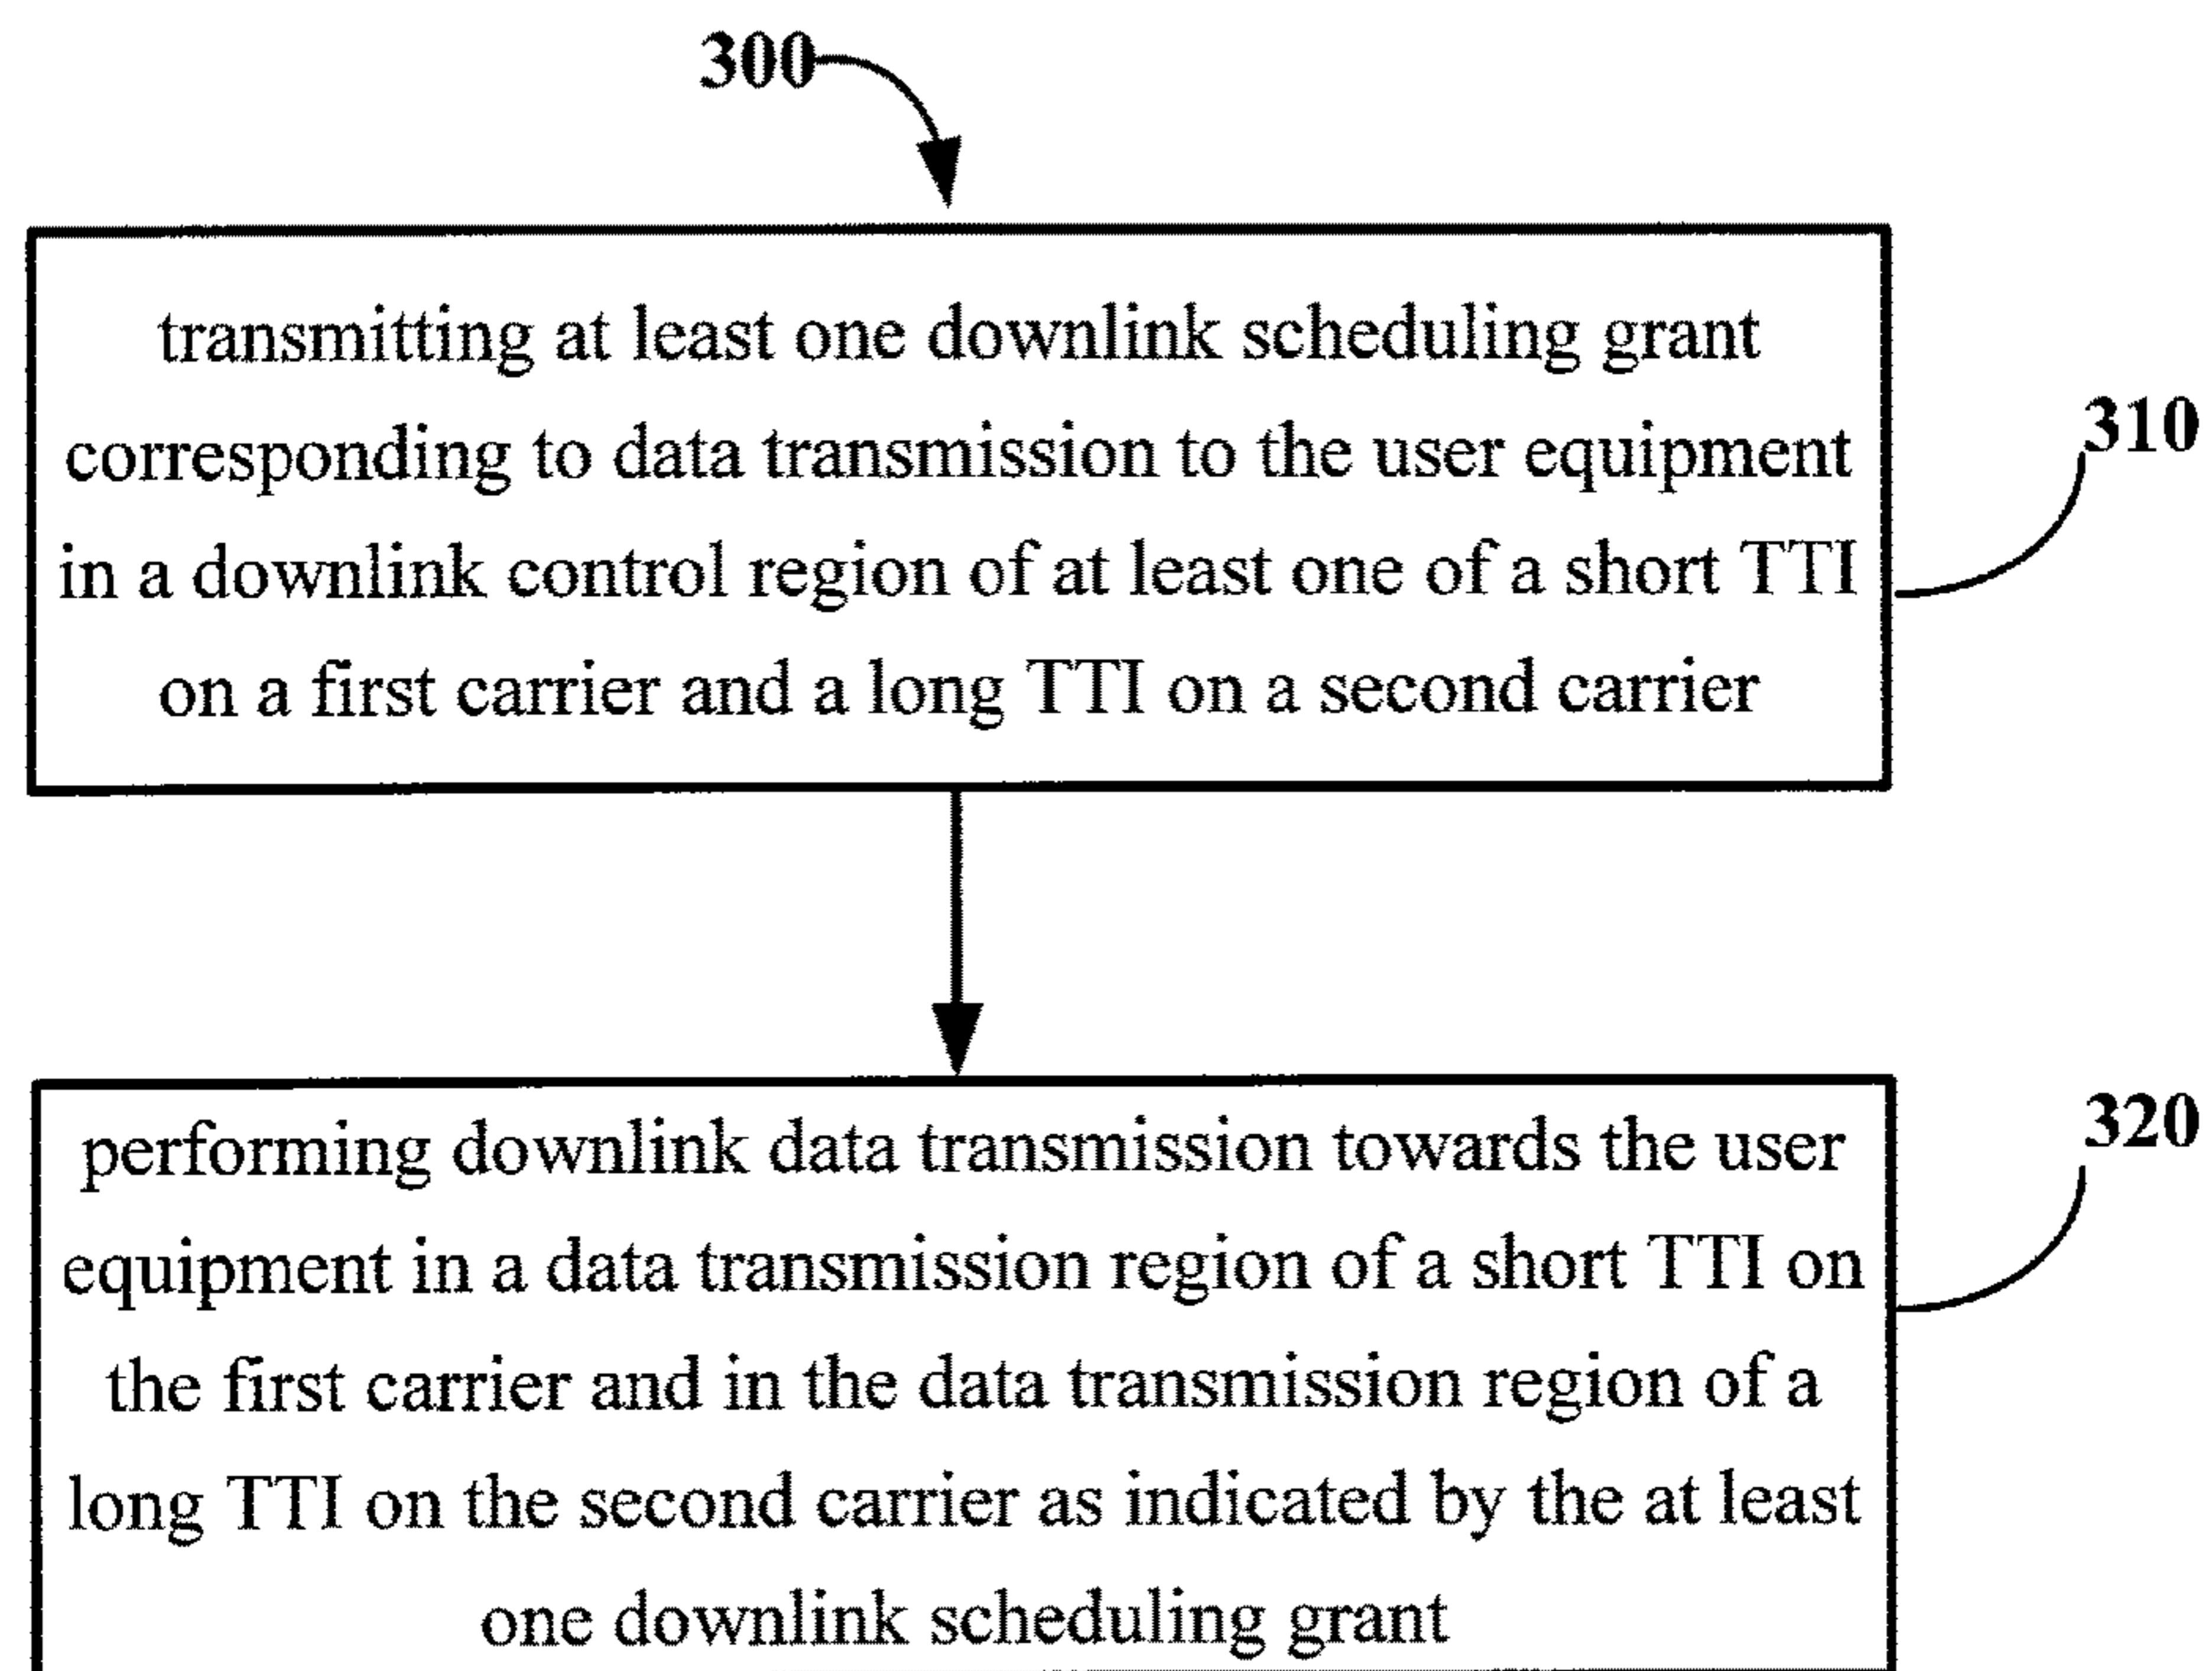 300
transmitting at least one downlink scheduling grant
corresponding to data transmission to the user equipment
in a downlink control region of at least one of a short TTI
on a first carrier and a long TTI on a second carrier
310
performing downlink data transmission towards the user
equipment in a data transmission region of a short TTI on
the first carrier and in the data transmission region of a
long TTI on the second carrier as indicated by the at least
one downlink scheduling grant
320